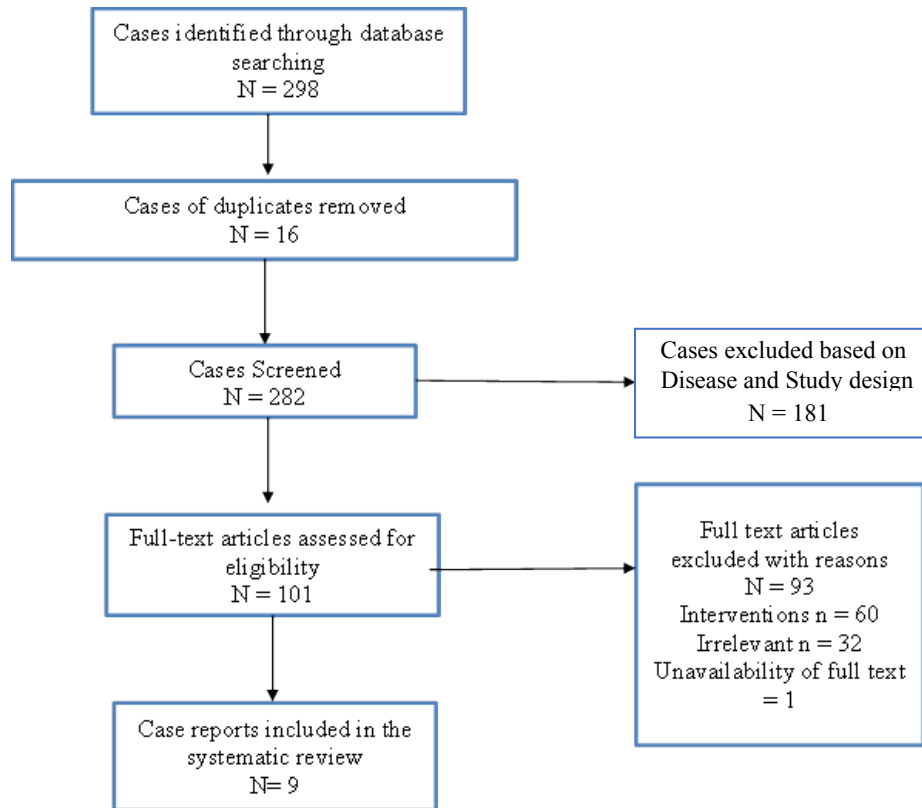 Cases identified through database
searching
N = 298
Cases of duplicates removed
N = 16
Cases Screened
N = 282
Cases excluded based on
Disease and Study design
N = 181
Full-text articles assessed for
eligibility
N = 101
Full text articles
excluded with reasons
N = 93
Interventions n = 60
Irrelevant n = 32
Unavailability of full text
= 1
Case reports included in the
systematic review
N= 9